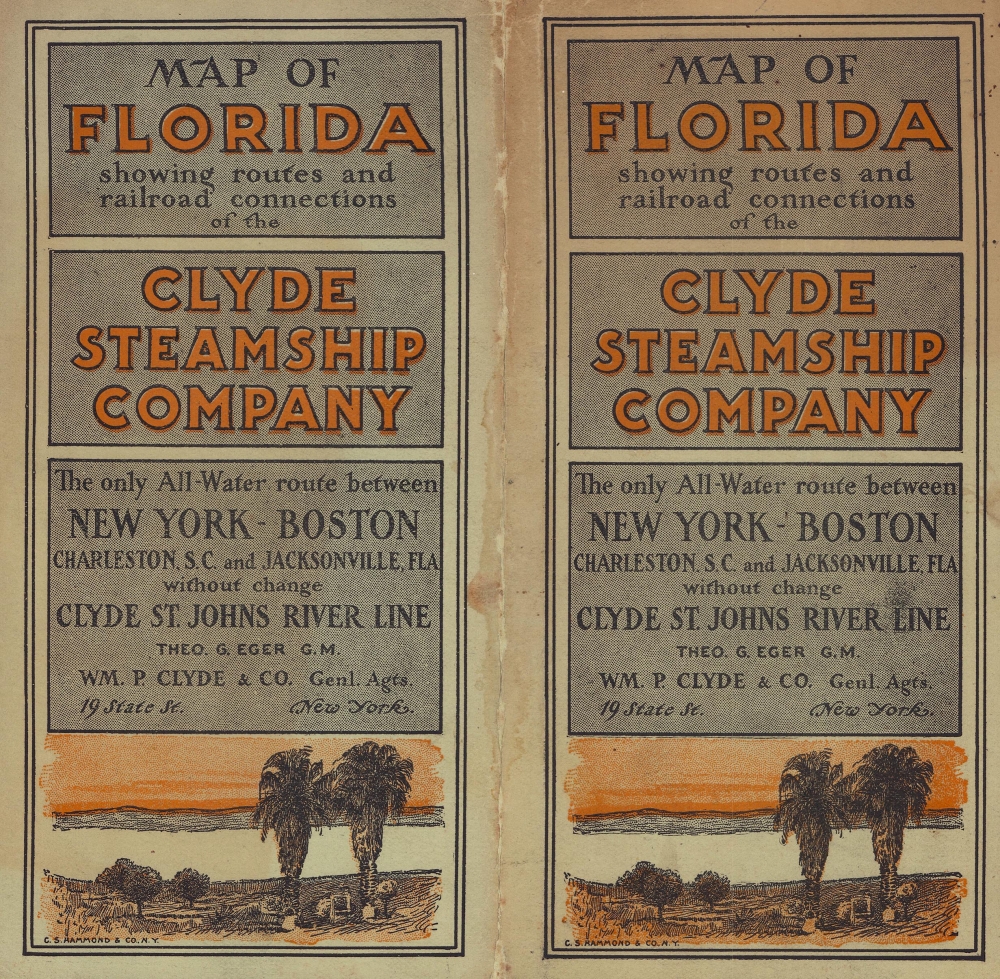 MAP OF
FLORIDA
showing routes and
railroad connections
of the
CLYDE
STEAMSHIP
COMPANY
The only All-Water route between
NEW YORK - BOSTON
CHARLESTON, S.C. and JACKSONVILLE, FLA
without change
CLYDE ST. JOHNS RIVER LINE
THEO. G. EGER G.M.
WM. P. CLYDE & CO. Genl. Agts.
19 State St. New York.
C. S. HAMMOND & CO. N.Y.
MAP OF
FLORIDA
showing routes and
railroad connections
of the
CLYDE
STEAMSHIP
COMPANY
The only All-Water route between
NEW YORK - BOSTON
CHARLESTON, S.C. and JACKSONVILLE, FLA
without change
CLYDE ST. JOHNS RIVER LINE
THEO. G. EGER G.M.
WM. P. CLYDE & CO. Genl. Agts.
19 State St. New York.
C. S. HAMMOND & CO. N.Y.